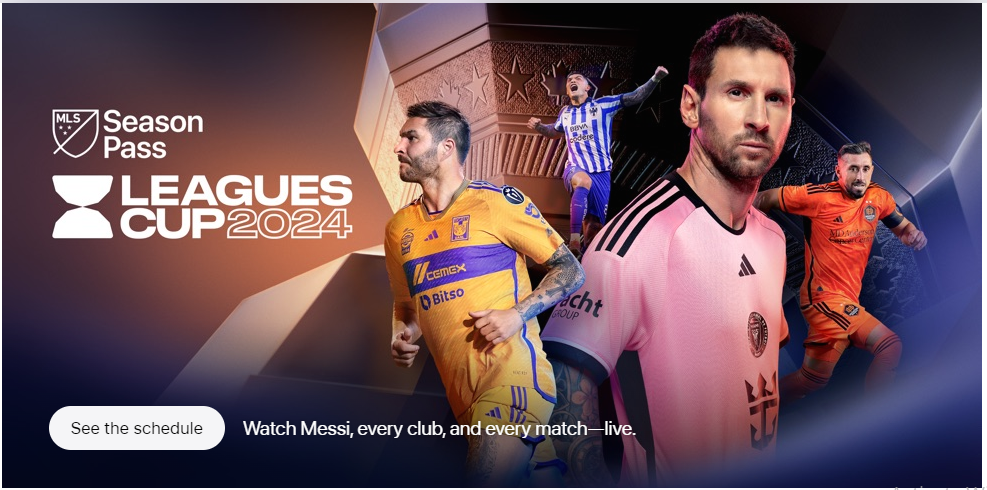 MLS
Season
Pass
LEAGUES
CUP 2024
BBVA
CEMEX
Bitso
GROUP
See the schedule
Watch Messi, every club, and every match—live.